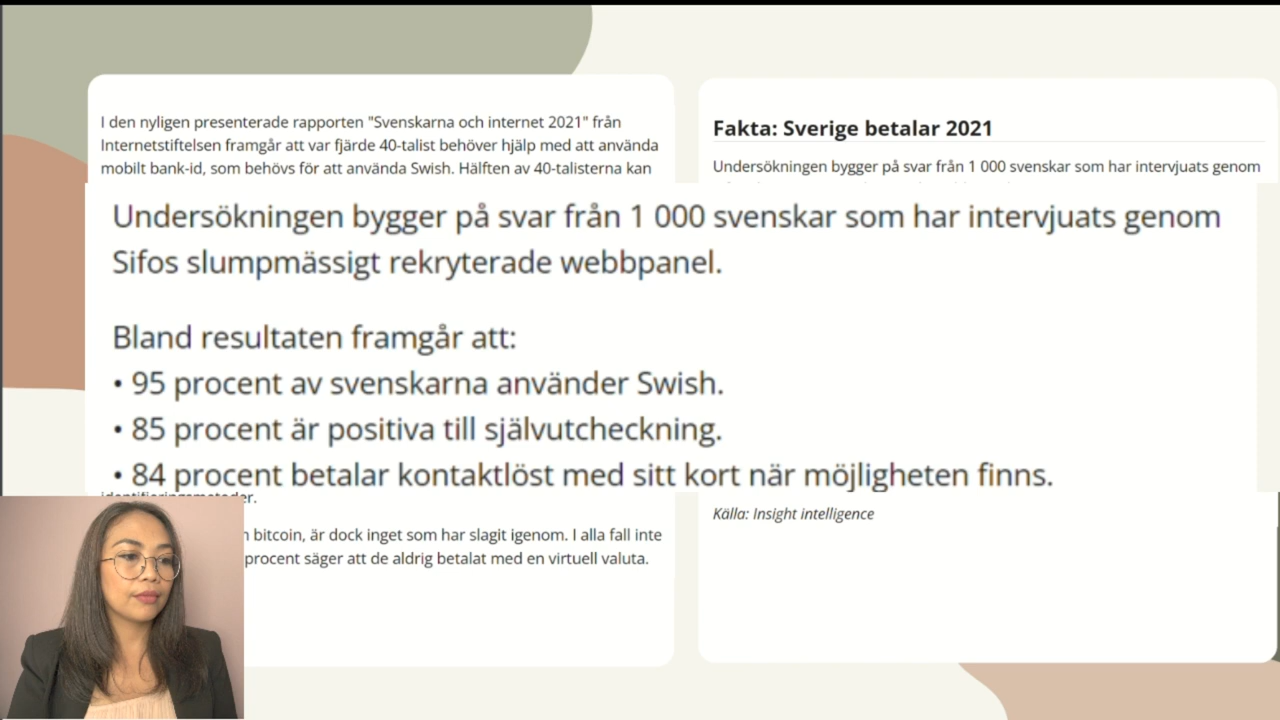 I den nyligen presenterade rapporten "Svenskarna och internet 2021" från
Internetstiftelsen framgår att var fjärde 40-talist behöver hjälp med att använda
mobilt bank-id, som behövs för att använda Swish. Hälften av 40-talisterna kan
Fakta: Sverige betalar 2021
Undersökningen bygger på svar från 1 000 svenskar som har intervjuats genom
Undersökningen bygger på svar från 1 000 svenskar som har intervjuats genom
Sifos slumpmässigt rekryterade webbpanel.
Bland resultaten framgår att:
• 95 procent av svenskarna använder Swish.
• 85 procent är positiva till självutcheckning.
• 84 procent betalar kontaktlöst med sitt kort när möjligheten finns.
bitcoin, är dock inget som har slagit igenom. I alla fall inte
procent säger att de aldrig betalat med en virtuell valuta.
Källa: Insight intelligence